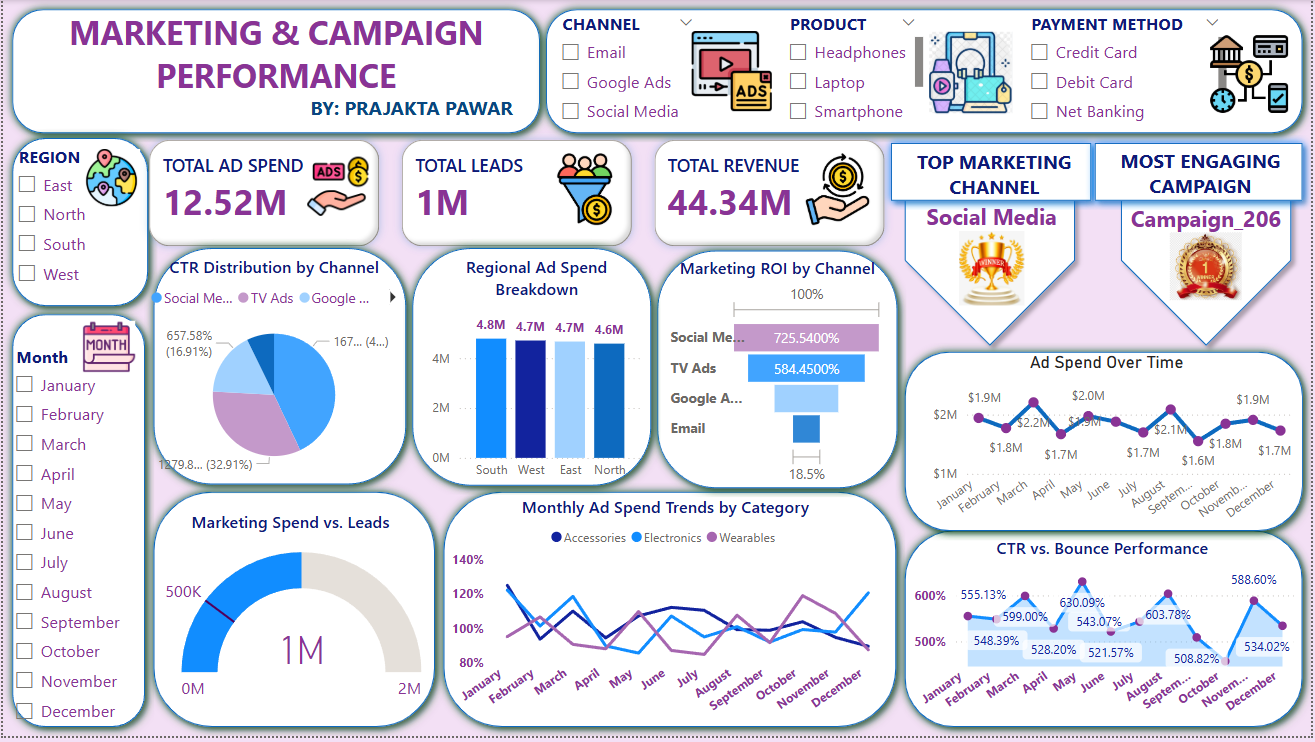 MARKETING & CAMPAIGN
PERFORMANCE
BY: PRAJAKTA PAWAR
CHANNEL
Email
Google Ads
Social Media
ADS
PRODUCT
Headphones
Laptop
Smartphone
PAYMENT METHOD
Credit Card
Debit Card
Net Banking
REGION
East
North
South
West
TOTAL AD SPEND
12.52M
ADS
TOTAL LEADS
1M
TOTAL REVENUE
44.34M
TOP MARKETING
CHANNEL
Social Media
WINNER
MOST ENGAGING
CAMPAIGN
Campaign_206
1
Month
MONTH
January
February
March
April
May
June
July
August
September
October
November
December
CTR Distribution by Channel
Social Me... TV Ads Google ...
657.58%
(16.91%)
167... (4...)
1279.8... (32.91%)
Regional Ad Spend
Breakdown
4.8M 4.7M 4.7M 4.6M
4M
2M
0M
South West East North
Marketing ROI by Channel
100%
Social Me... 725.5400%
TV Ads 584.4500%
Google A...
Email
18.5%
Ad Spend Over Time
$2M
$1M
$1.9M
$1.8M
$2.2M
$1.7M
$2.0M
$1.9M
$1.7M
$2.1M
$1.6M
$1.8M
$1.9M
$1.7M
January February March April May June July August Septem... October Novemb... December
Marketing Spend vs. Leads
500K
1M
0M 2M
Monthly Ad Spend Trends by Category
Accessories Electronics Wearables
140%
120%
100%
80%
January February March April May June July August September October November December
CTR vs. Bounce Performance
600%
500%
555.13%
548.39%
599.00%
528.20%
630.09%
543.07%
521.57%
603.78%
508.82%
588.60%
534.02%
January February March April May June July August Septem... October Novem... December